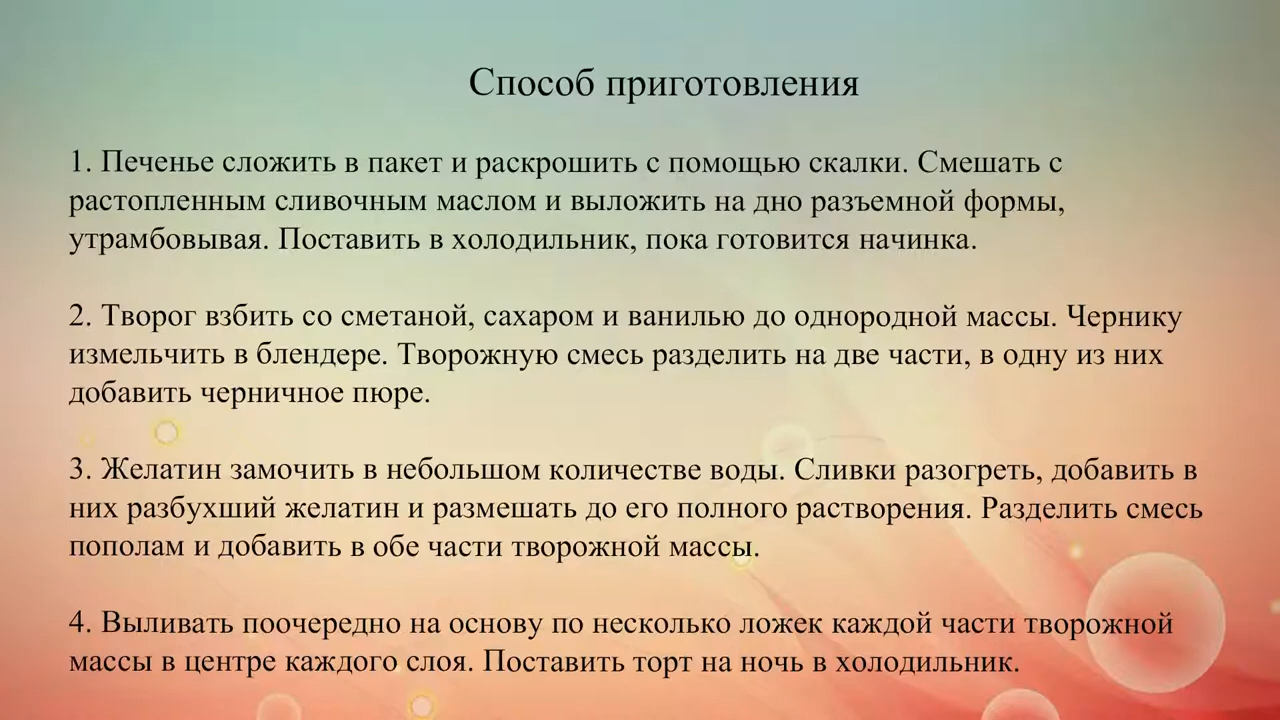 Способ приготовления
1. Печенье сложить в пакет и раскрошить с помощью скалки. Смешать с
растопленным сливочным маслом и выложить на дно разъемной формы,
утрамбовывая. Поставить в холодильник, пока готовится начинка.
2. Творог взбить со сметаной, сахаром и ванилью до однородной массы. Чернику
измельчить в блендере. Творожную смесь разделить на две части, в одну из них
добавить черничное пюре.
3. Желатин замочить в небольшом количестве воды. Сливки разогреть, добавить в
них разбухший желатин и размешать до его полного растворения. Разделить смесь
пополам и добавить в обе части творожной массы.
4. Выливать поочередно на основу по несколько ложек каждой части творожной
массы в центре каждого слоя. Поставить торт на ночь в холодильник.